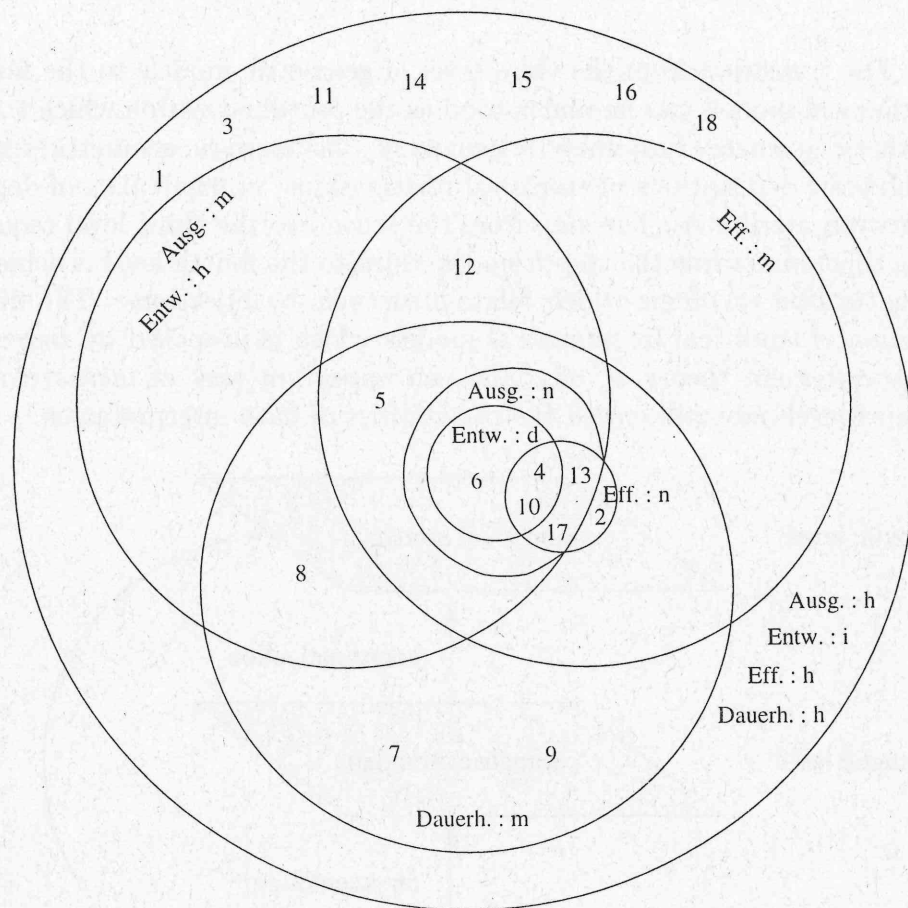 14
15
11
16
3
18
1
Ausg. : m
Eff. : m
Entw. : h
12
5
Ausg. : n
Entw. : d
4
13
6
Eff. : n
10
2
17
8
Ausg. : h
Entw. : i
Eff. : h
Dauerh. : h
7
9
Dauerh. : m